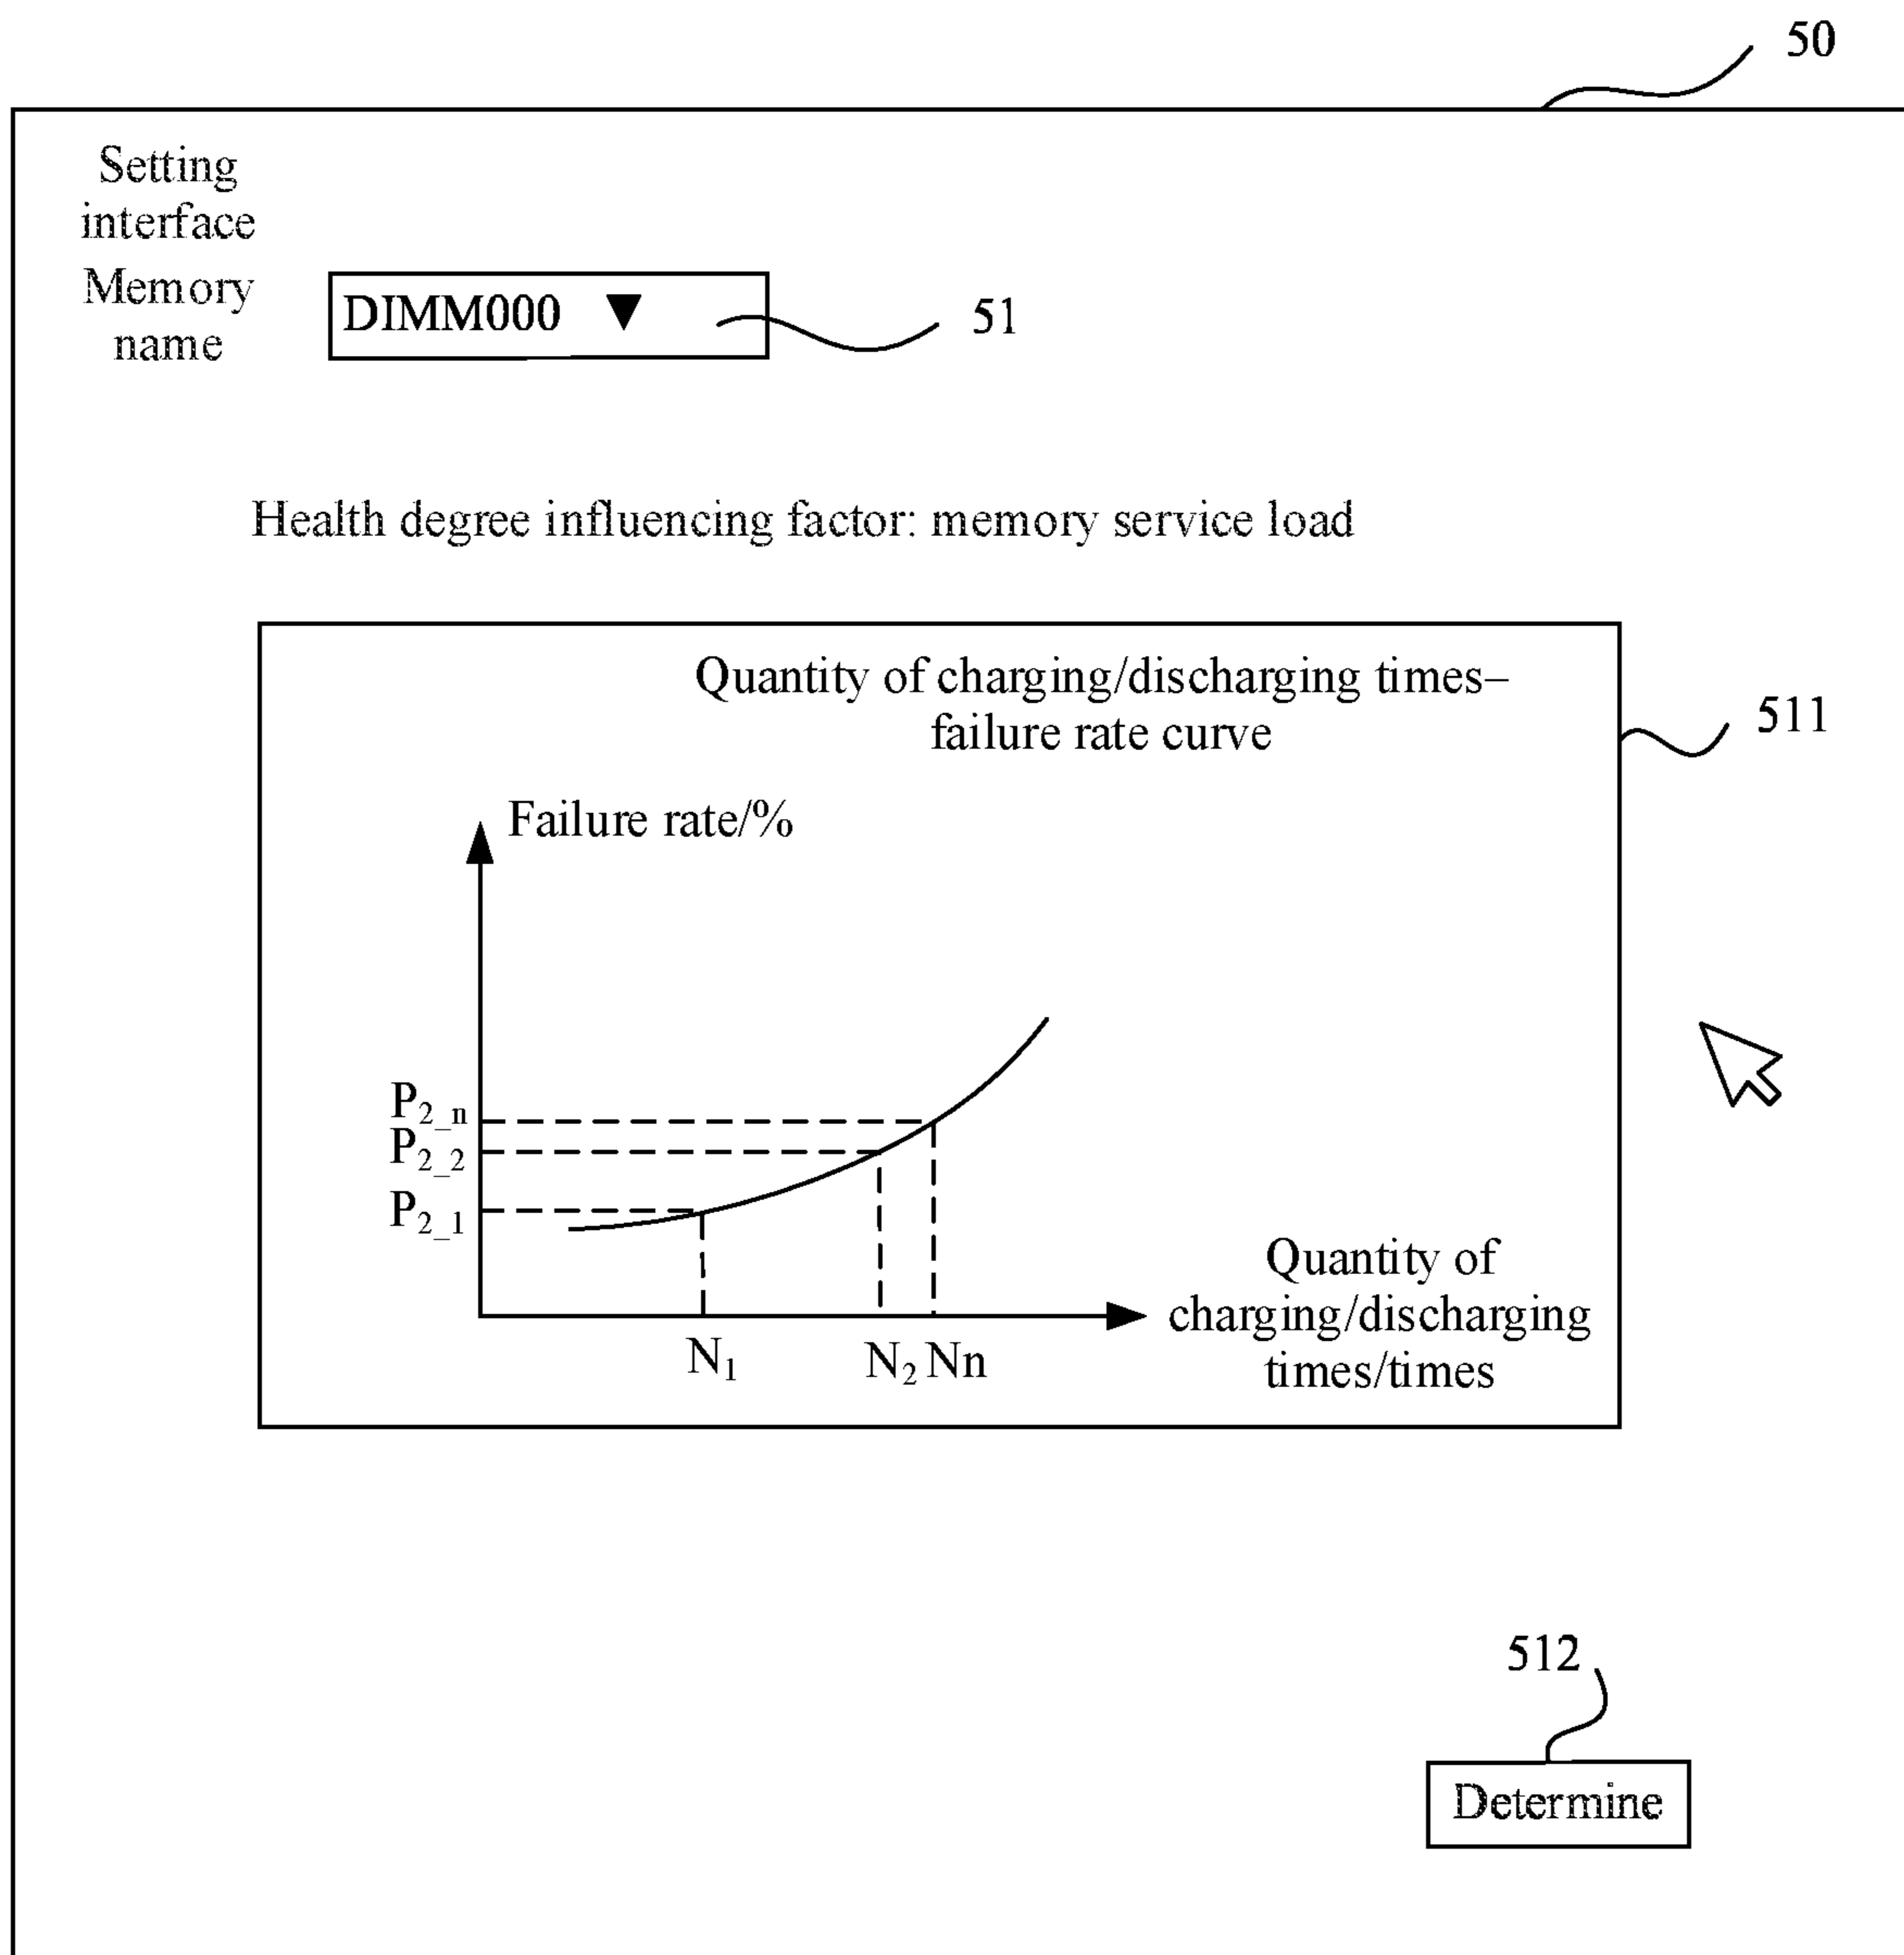 50
Setting
interface
Memory
name
DIMM000 ▼
51
Health degree influencing factor: memory service load
Quantity of charging/discharging times–
failure rate curve
511
Failure rate/%
P2_n
P2_2
P2_1
N1
N2 Nn
Quantity of
charging/discharging
times/times
512
Determine